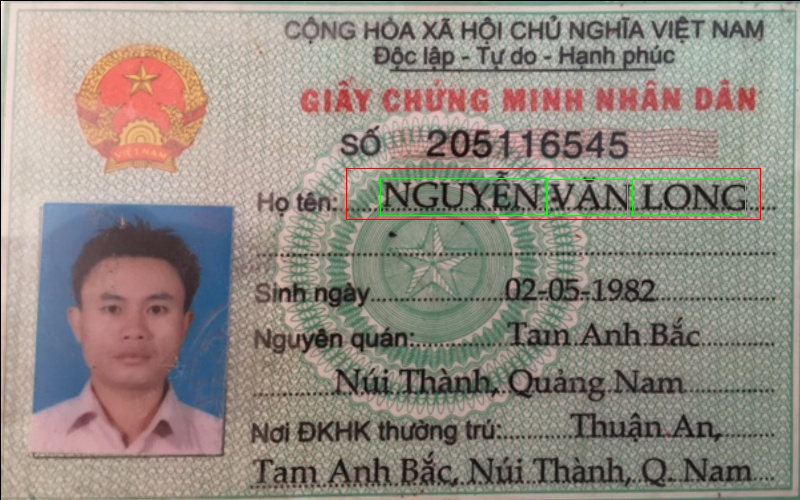 CỘNG HÒA XÃ HỘI CHỦ NGHĨA VIỆT NAM
Độc lập - Tự do - Hạnh phúc
GIẤY CHỨNG MINH NHÂN DÂN
VIỆT NAM
SỐ 205116545
Họ tên: NGUYỄN VĂN LONG
Sinh ngày 02-05-1982
Nguyên quán: Tam Anh Bắc
Núi Thành, Quảng Nam
Nơi ĐKHK thường trú: Thuận An,
Tam Anh Bắc, Núi Thành, Q. Nam